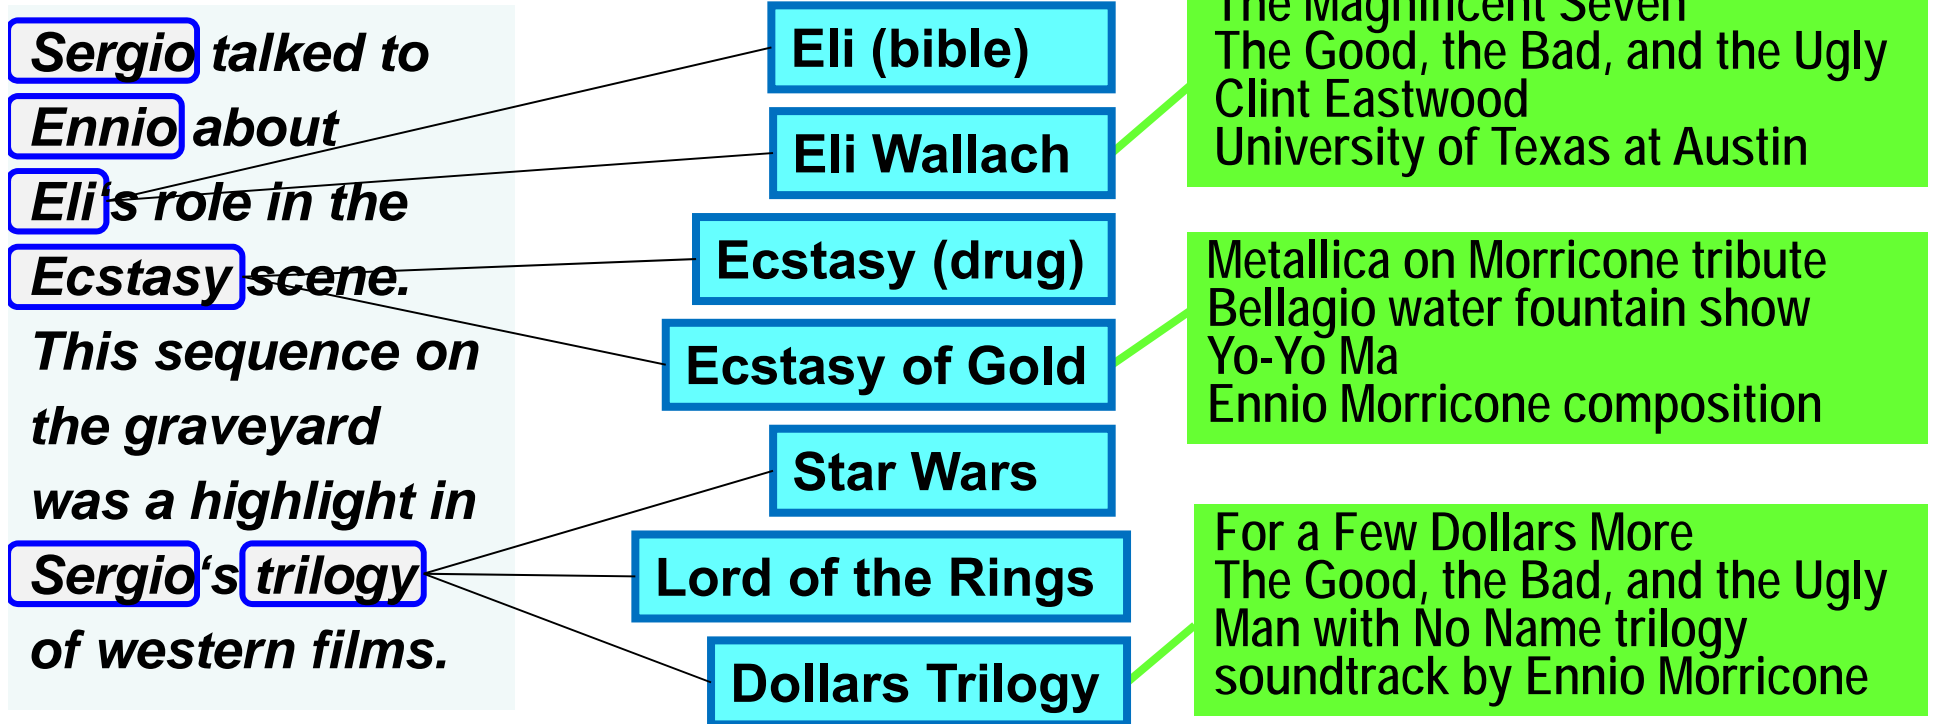 Sergio talked to
Ennio about
Eli‘s role in the
Ecstasy scene.
This sequence on
the graveyard
was a highlight in
Sergio‘s trilogy
of western films.
Eli (bible)
Eli Wallach
Ecstasy (drug)
Ecstasy of Gold
Star Wars
Lord of the Rings
Dollars Trilogy
The Magnificent Seven
The Good, the Bad, and the Ugly
Clint Eastwood
University of Texas at Austin
Metallica on Morricone tribute
Bellagio water fountain show
Yo-Yo Ma
Ennio Morricone composition
For a Few Dollars More
The Good, the Bad, and the Ugly
Man with No Name trilogy
soundtrack by Ennio Morricone